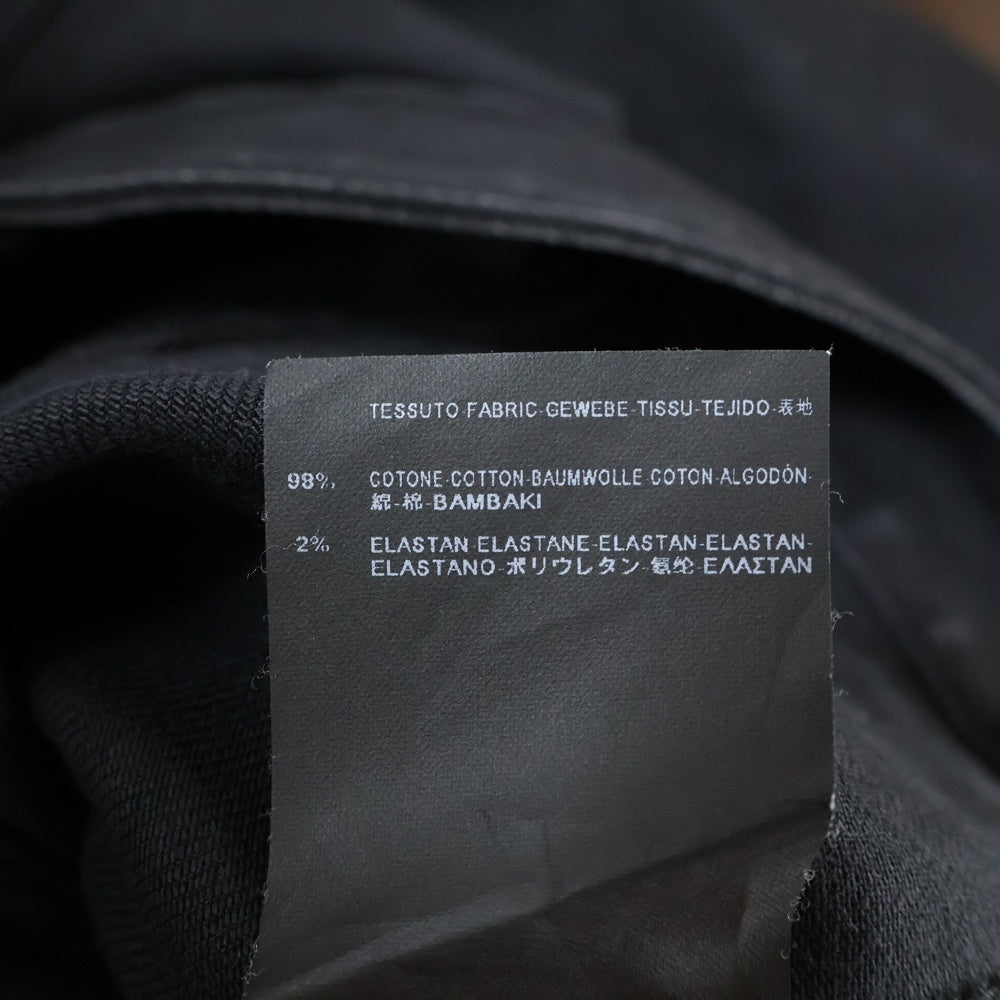 TESSUTO-FABRIC-GEWEBE-TISSU-TEJIDO-表地
98% COTONE-COTTON-BAUMWOLLE-COTON-ALGODÓN-
綿-棉-BAMBAKI
2% ELASTAN-ELASTANE-ELASTAN-ELASTAN-
ELASTANO-ポリウレタン-氨纶-ΕΛΑΣΤΑΝ